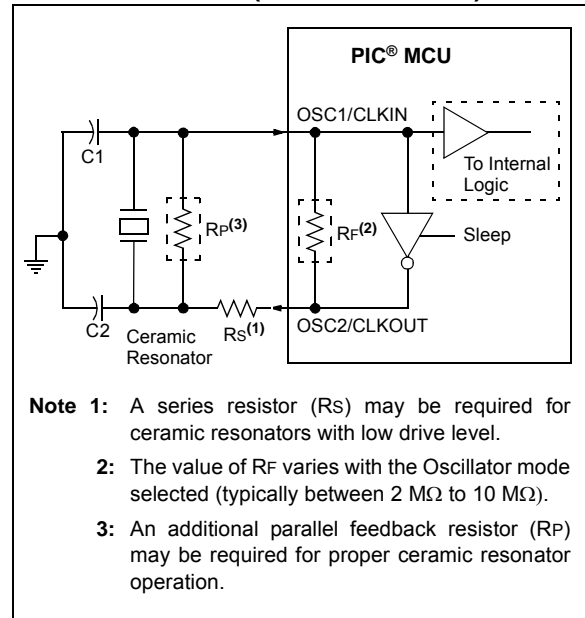 PIC® MCU
OSC1/CLKIN
C1
To Internal
Logic
RP(3)
RF(2)
Sleep
C2
Ceramic
Resonator
RS(1)
OSC2/CLKOUT
Note 1: A series resistor (RS) may be required for
ceramic resonators with low drive level.
2: The value of RF varies with the Oscillator mode
selected (typically between 2 MΩ to 10 MΩ).
3: An additional parallel feedback resistor (RP)
may be required for proper ceramic resonator
operation.